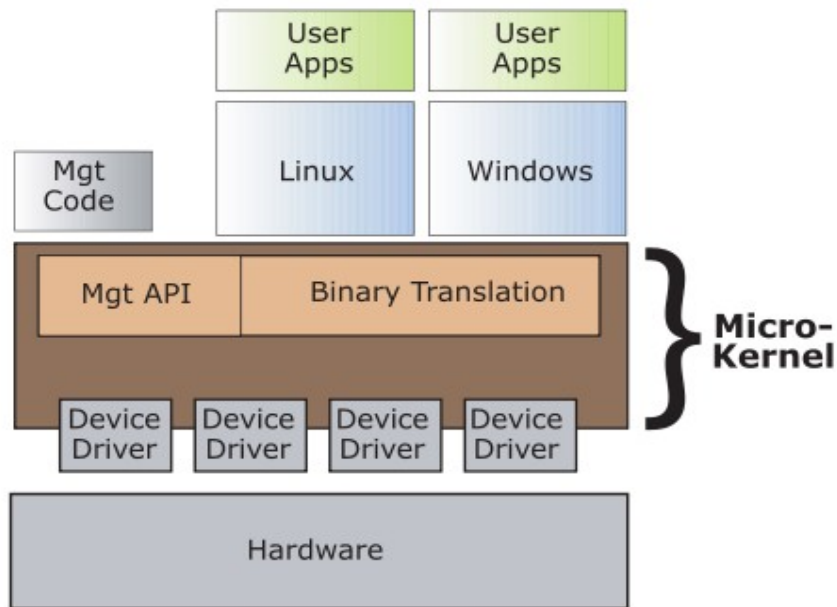 User
Apps
User
Apps
Mgt
Code
Linux
Windows
Mgt API
Binary Translation
Micro-
Kernel
Device
Driver
Device
Driver
Device
Driver
Device
Driver
Hardware